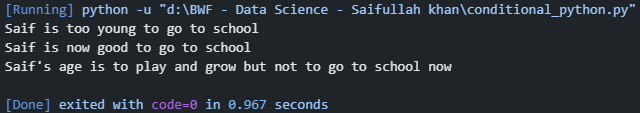 [Running] python -u "d:\BWF - Data Science - Saifullah khan\conditional_python.py"
Saif is too young to go to school
Saif is now good to go to school
Saif's age is to play and grow but not to go to school now
[Done] exited with code=0 in 0.967 seconds